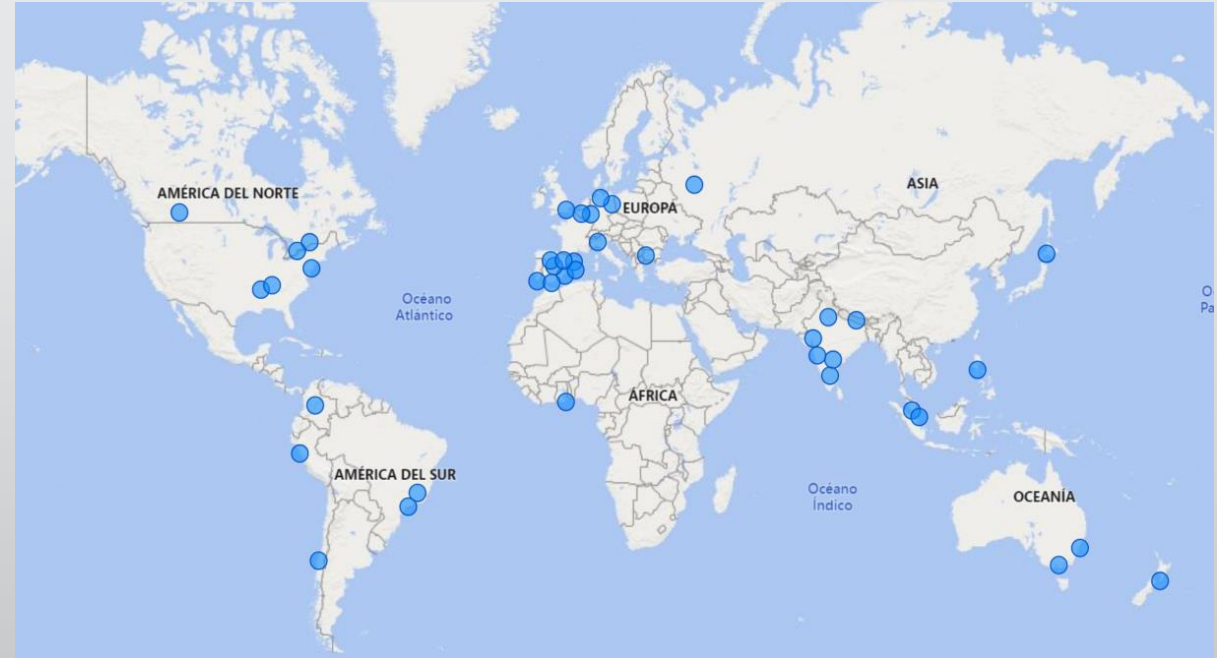 AMÉRICA DEL NORTE
ASIA
EUROPA
Océano
Atlántico
ÁFRICA
AMÉRICA DEL SUR
Océano
Índico
OCEANÍA